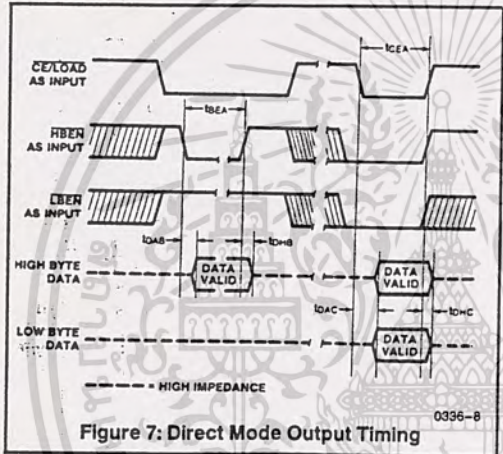 CE/LOAD
AS INPUT
tCEA
tBEA
HBEN
AS INPUT
LBEN
AS INPUT
tDAB
tDHB
HIGH BYTE
DATA
DATA
VALID
DATA
VALID
tDAC
tDHC
LOW BYTE
DATA
DATA
VALID
HIGH IMPEDANCE
0336-8
Figure 7: Direct Mode Output Timing